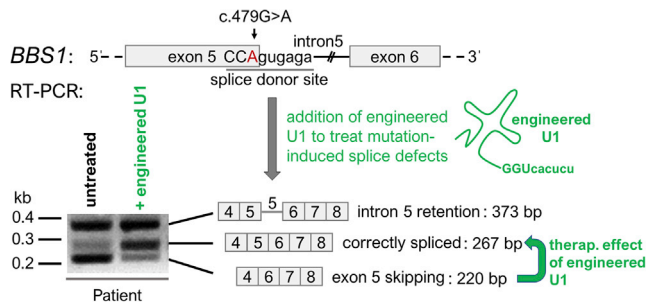 c.479G>A
BBS1: 5' exon 5 CCAgugaga intron5 exon 6 3'
splice donor site
RT-PCR:
addition of engineered
U1 to treat mutation-
induced splice defects
engineered
U1
GGUcacucu
untreated
+ engineered U1
kb
0.4
0.3
0.2
Patient
4 5 5 6 7 8 intron 5 retention : 373 bp
4 5 6 7 8 correctly spliced : 267 bp
4 6 7 8 exon 5 skipping : 220 bp
therap. effect
of engineered
U1